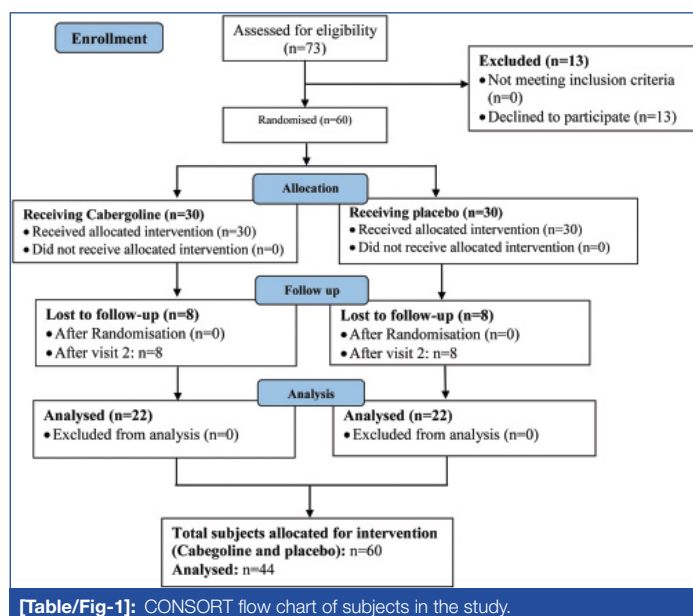 Enrollment
Assessed for eligibility
(n=73)
Excluded (n=13)
• Not meeting inclusion criteria
(n=0)
• Declined to participate (n=13)
Randomised (n=60)
Allocation
Receiving Cabergoline (n=30)
• Received allocated intervention (n=30)
• Did not receive allocated intervention (n=0)
Receiving placebo (n=30)
• Received allocated intervention (n=30)
• Did not receive allocated intervention (n=0)
Follow up
Lost to follow-up (n=8)
• After Randomisation (n=0)
• After visit 2: n=8
Lost to follow-up (n=8)
• After Randomisation (n=0)
• After visit 2: n=8
Analysis
Analysed (n=22)
• Excluded from analysis (n=0)
Analysed (n=22)
• Excluded from analysis (n=0)
Total subjects allocated for intervention
(Cabegoline and placebo): n=60
Analysed: n=44
[Table/Fig-1]: CONSORT flow chart of subjects in the study.